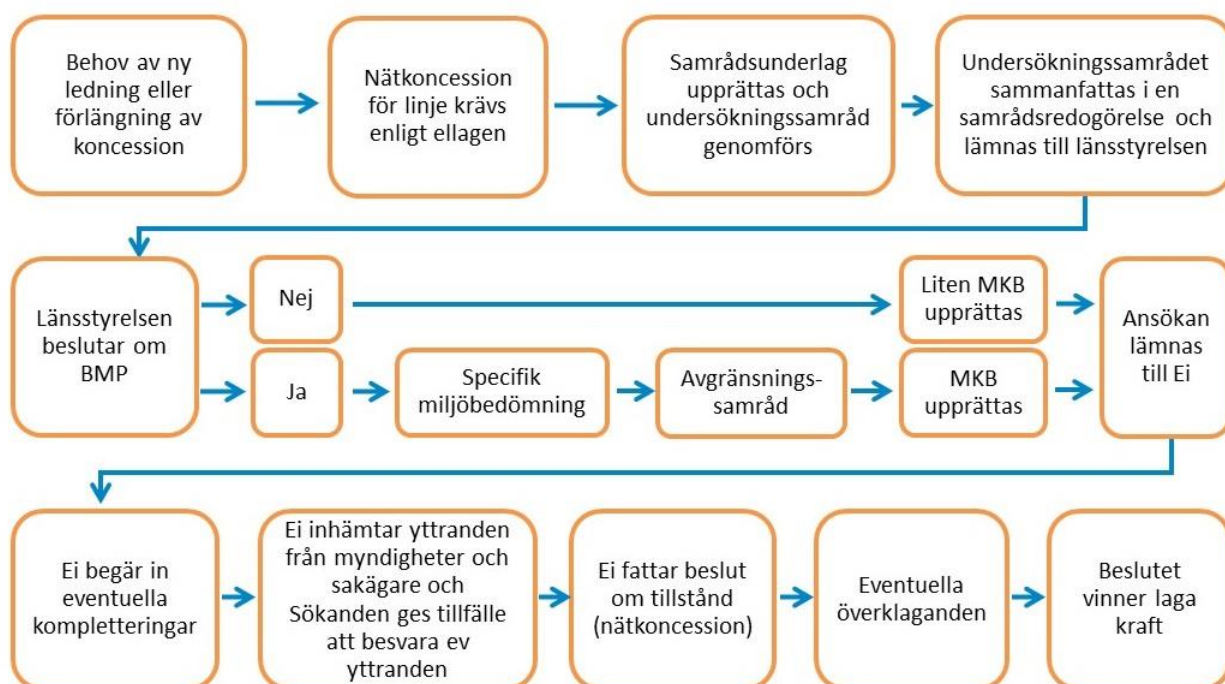 Behov av ny
ledning eller
förlängning av
koncession
Nätkoncession
för linje krävs
enligt ellagen
Samrådsunderlag
upprättas och
undersökningssamråd
genomförs
Undersökningssamrådet
sammanfattas i en
samrådsredogörelse och
lämnas till länsstyrelsen
Länsstyrelsen
beslutar om
BMP
Nej
Liten MKB
upprättas
Ja
Specifik
miljöbedömning
Avgränsnings-
samråd
MKB
upprättas
Ansökan
lämnas
till Ei
Ei begär in
eventuella
kompletteringar
Ei inhämtar yttranden
från myndigheter och
sakägare och
Sökanden ges tillfälle
att besvara ev
yttranden
Ei fattar beslut
om tillstånd
(nätkoncession)
Eventuella
överklaganden
Beslutet
vinner laga
kraft